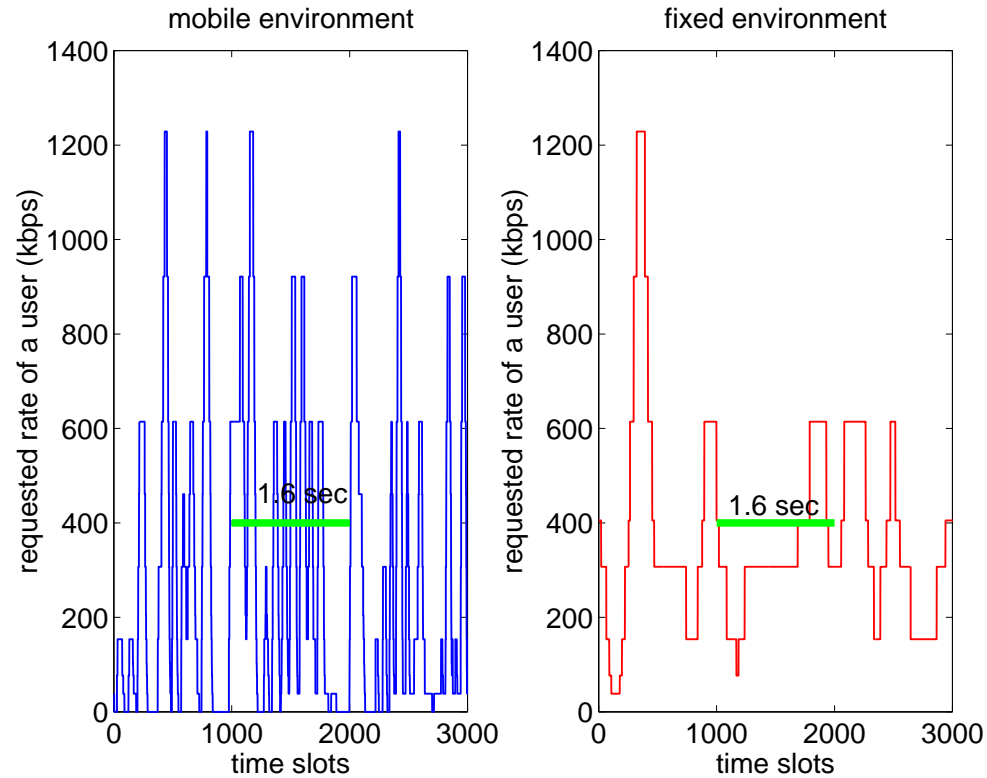 mobile environment
1400
1200
1000
800
600
400
200
0
requested rate of a user (kbps)
1.6 sec
0 1000 2000 3000
time slots
fixed environment
1400
1200
1000
800
600
400
200
0
requested rate of a user (kbps)
1.6 sec
0 1000 2000 3000
time slots